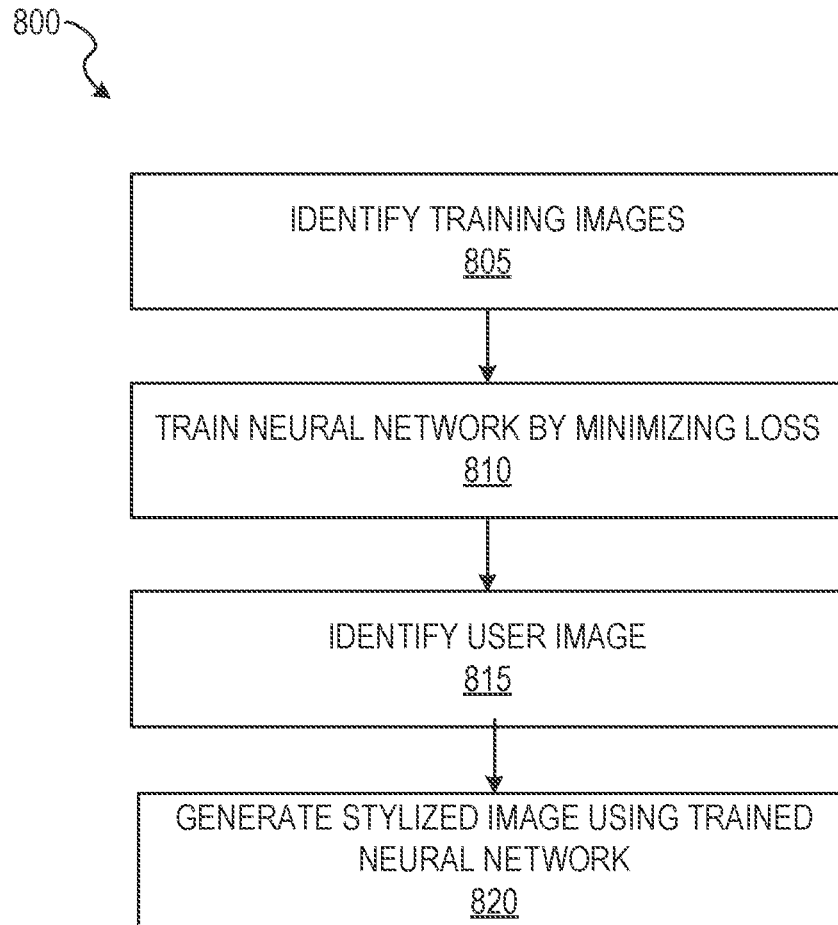 800
IDENTIFY TRAINING IMAGES
805
TRAIN NEURAL NETWORK BY MINIMIZING LOSS
810
IDENTIFY USER IMAGE
815
GENERATE STYLIZED IMAGE USING TRAINED
NEURAL NETWORK
820